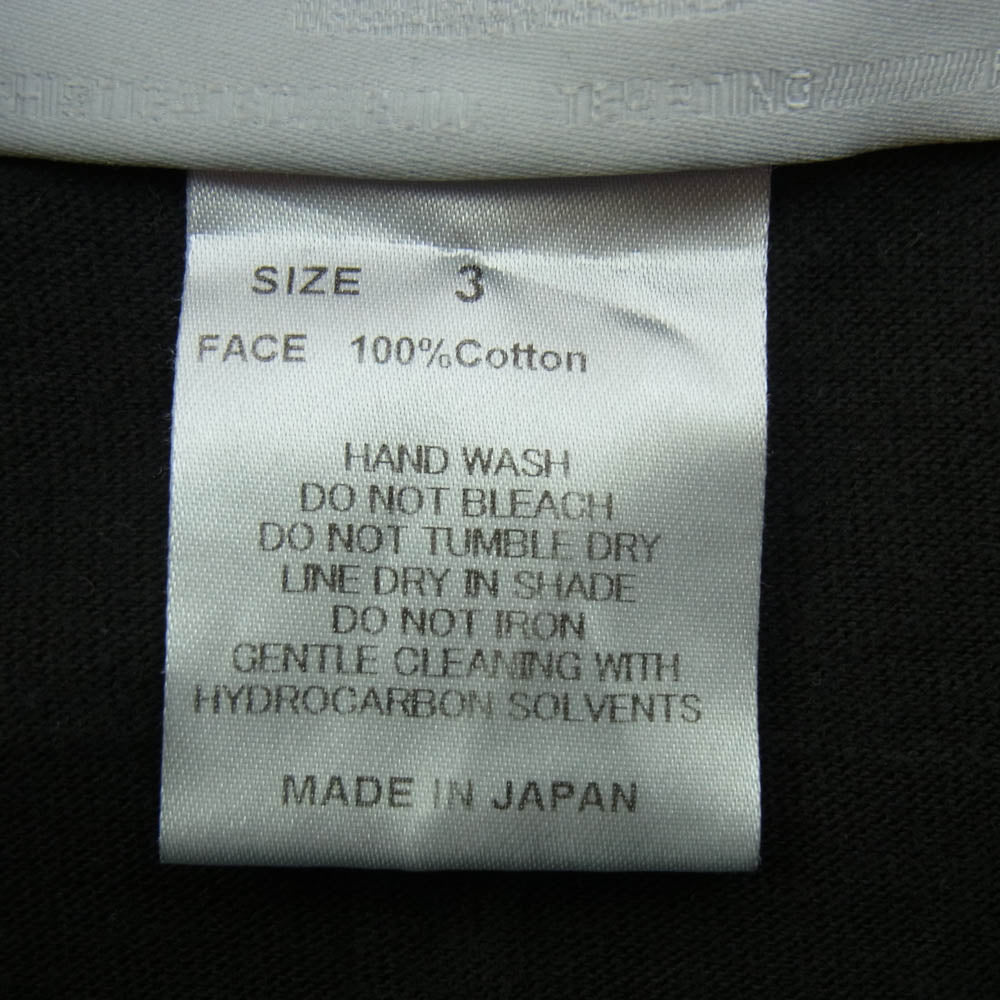 SIZE 3
FACE 100%Cotton
HAND WASH
DO NOT BLEACH
DO NOT TUMBLE DRY
LINE DRY IN SHADE
DO NOT IRON
GENTLE CLEANING WITH
HYDROCARBON SOLVENTS
MADE IN JAPAN